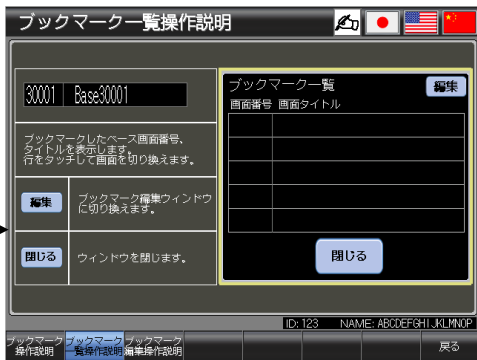 ブックマーク一覧操作説明
30001 Base30001
ブックマークしたベース画面番号、
タイトルを表示します。
行をタッチして画面を切り換えます。
編集
ブックマーク編集ウィンドウ
に切り換えます。
閉じる
ウィンドウを閉じます。
ブックマーク一覧
編集
画面番号 画面タイトル
閉じる
ID: 123 NAME: ABCDEFGHIJKLMNOP
ブックマーク
操作説明
ブックマーク
一覧操作説明
ブックマーク
編集操作説明
戻る